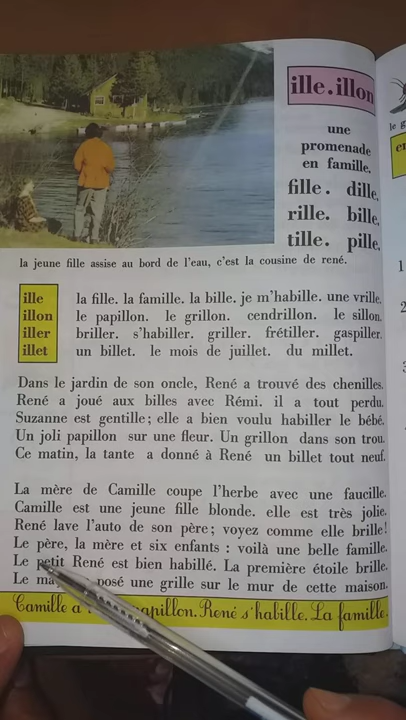 ille.illon
une
promenade
en famille.
fille. dille.
rille. bille.
tille. pille.
la jeune fille assise au bord de l'eau, c'est la cousine de rené.
ille la fille. la famille. la bille. je m'habille. une vrille.
illon le papillon. le grillon. cendrillon. le sillon.
iller briller. s'habiller. griller. frétiller. gaspiller.
illet un billet. le mois de juillet. du millet.
Dans le jardin de son oncle, René a trouvé des chenilles.
René a joué aux billes avec Rémi. il a tout perdu.
Suzanne est gentille; elle a bien voulu habiller le bébé.
Un joli papillon sur une fleur. Un grillon dans son trou.
Ce matin, la tante a donné à René un billet tout neuf.
La mère de Camille coupe l'herbe avec une faucille.
Camille est une jeune fille blonde. elle est très jolie.
René lave l'auto de son père; voyez comme elle brille!
Le père, la mère et six enfants : voilà une belle famille.
Le petit René est bien habillé. La première étoile brille.
Le posé une grille sur le mur de cette maison.
Camille a papillon. René s'habille. La famille.
le
1
2